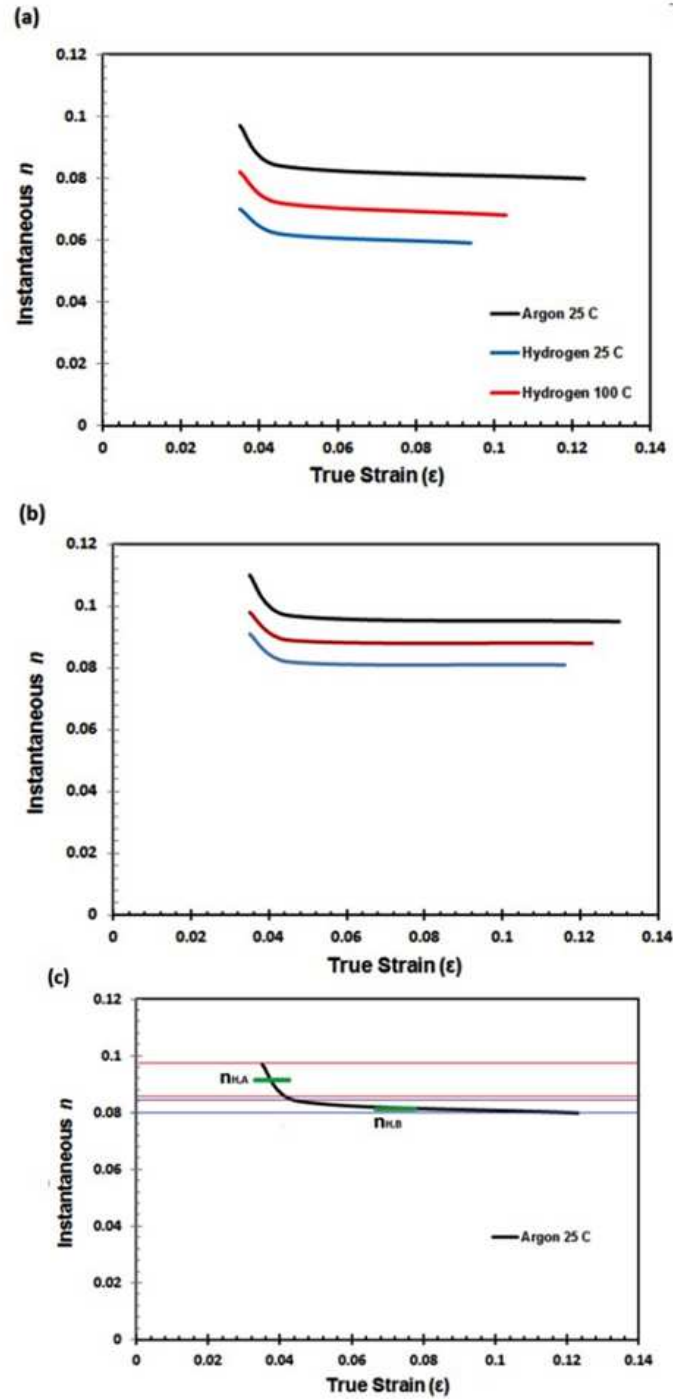 (a)
0.12
0.1
0.08
0.06
0.04
0.02
0
Instantaneous n
Argon 25 C
Hydrogen 25 C
Hydrogen 100 C
0 0.02 0.04 0.06 0.08 0.1 0.12 0.14
True Strain (ε)
(b)
0.12
0.1
0.08
0.06
0.04
0.02
0
Instantaneous n
0 0.02 0.04 0.06 0.08 0.1 0.12 0.14
True Strain (ε)
(c)
0.12
0.1
0.08
0.06
0.04
0.02
0
Instantaneous n
nH,A
nH,B
Argon 25 C
0 0.02 0.04 0.06 0.08 0.1 0.12 0.14
True Strain (ε)